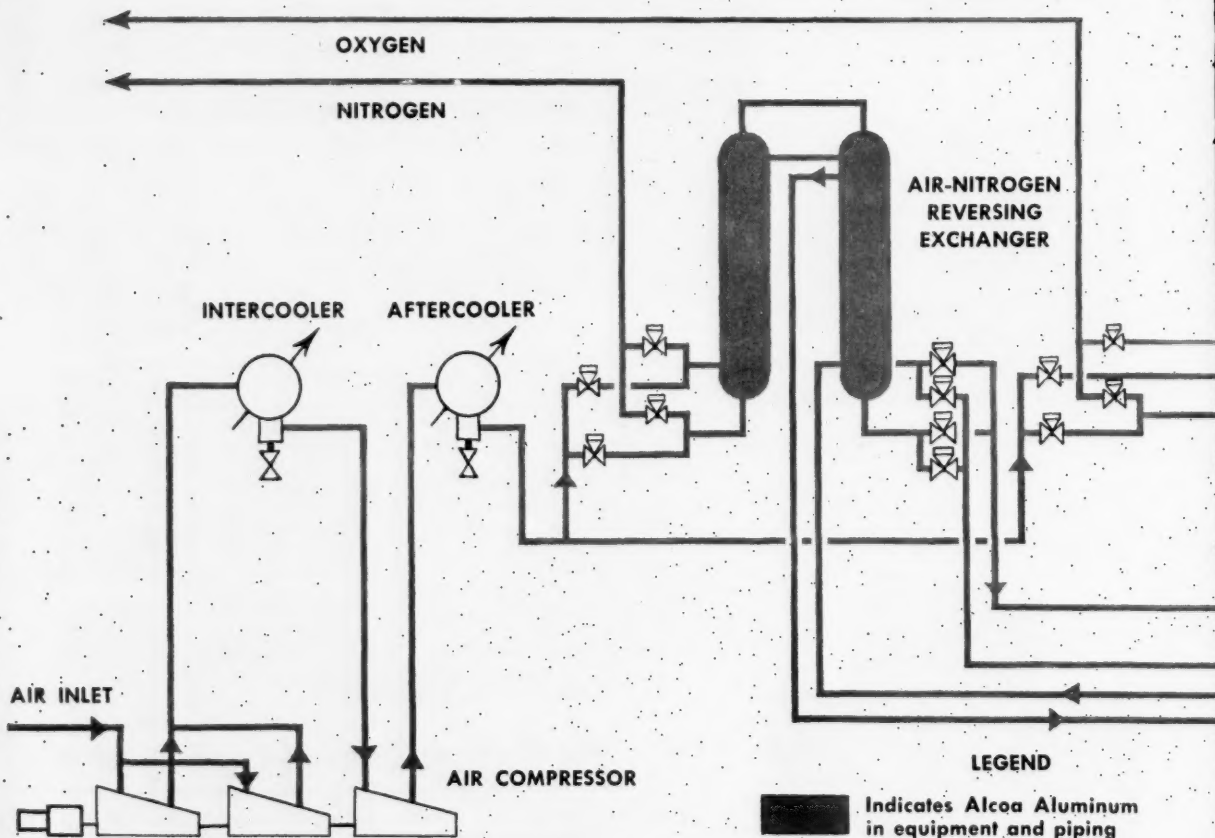 OXYGEN
NITROGEN
AIR-NITROGEN
REVERSING
EXCHANGER
INTERCOOLER
AFTERCOOLER
AIR INLET
AIR COMPRESSOR
LEGEND
Indicates Alcoa Aluminum
in equipment and piping